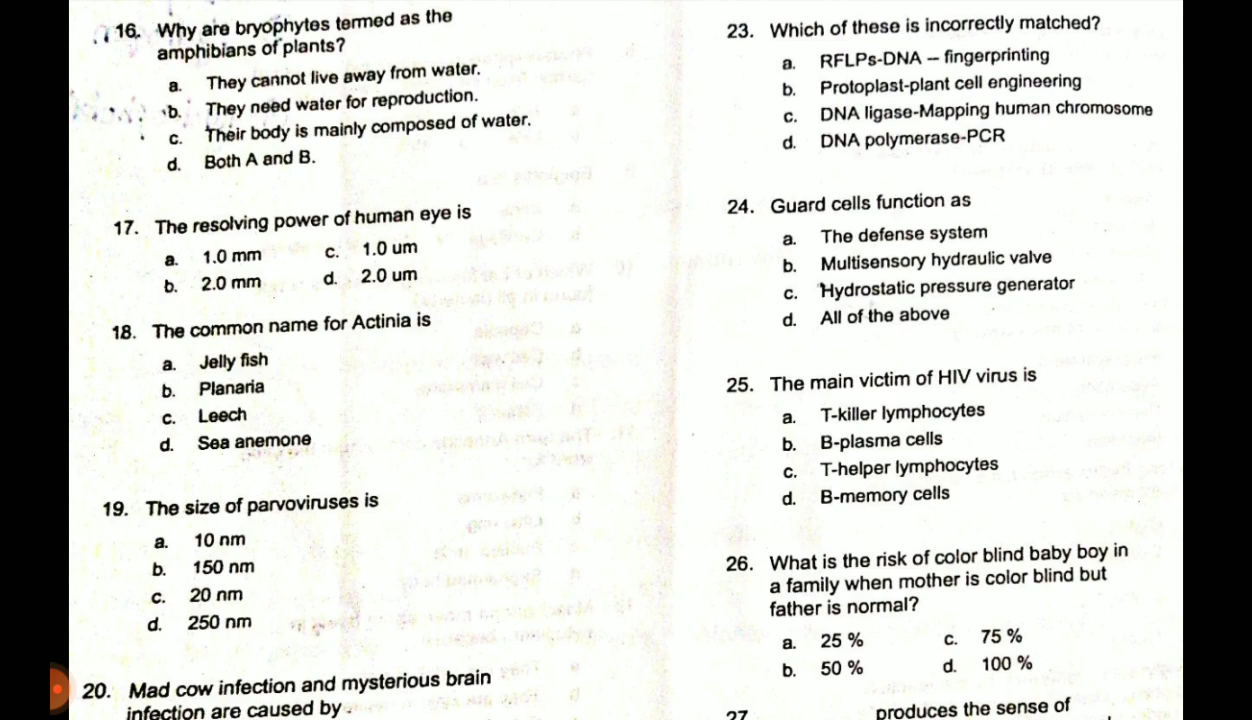 16. Why are bryophytes termed as the
amphibians of plants?
a. They cannot live away from water.
b. They need water for reproduction.
c. Their body is mainly composed of water.
d. Both A and B.
17. The resolving power of human eye is
a. 1.0 mm c. 1.0 um
b. 2.0 mm d. 2.0 um
18. The common name for Actinia is
a. Jelly fish
b. Planaria
c. Leech
d. Sea anemone
19. The size of parvoviruses is
a. 10 nm
b. 150 nm
c. 20 nm
d. 250 nm
20. Mad cow infection and mysterious brain
infection are caused by
23. Which of these is incorrectly matched?
a. RFLPs-DNA – fingerprinting
b. Protoplast-plant cell engineering
c. DNA ligase-Mapping human chromosome
d. DNA polymerase-PCR
24. Guard cells function as
a. The defense system
b. Multisensory hydraulic valve
c. Hydrostatic pressure generator
d. All of the above
25. The main victim of HIV virus is
a. T-killer lymphocytes
b. B-plasma cells
c. T-helper lymphocytes
d. B-memory cells
26. What is the risk of color blind baby boy in
a family when mother is color blind but
father is normal?
a. 25 % c. 75 %
b. 50 % d. 100 %
27. produces the sense of